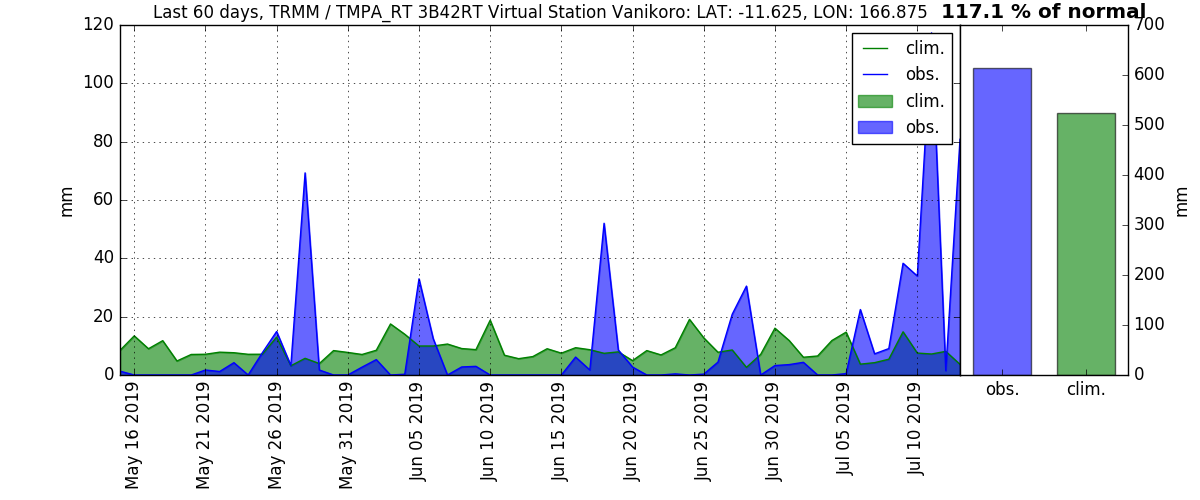 Last 60 days, TRMM / TMPA_RT 3B42RT Virtual Station Vanikoro: LAT: -11.625, LON: 166.875 117.1 % of normal
120
100
80
60
40
20
0
mm
clim.
obs.
clim.
obs.
700
600
500
400
300
200
100
0
mm
May 16 2019
May 21 2019
May 26 2019
May 31 2019
Jun 05 2019
Jun 10 2019
Jun 15 2019
Jun 20 2019
Jun 25 2019
Jun 30 2019
Jul 05 2019
Jul 10 2019
obs.
clim.